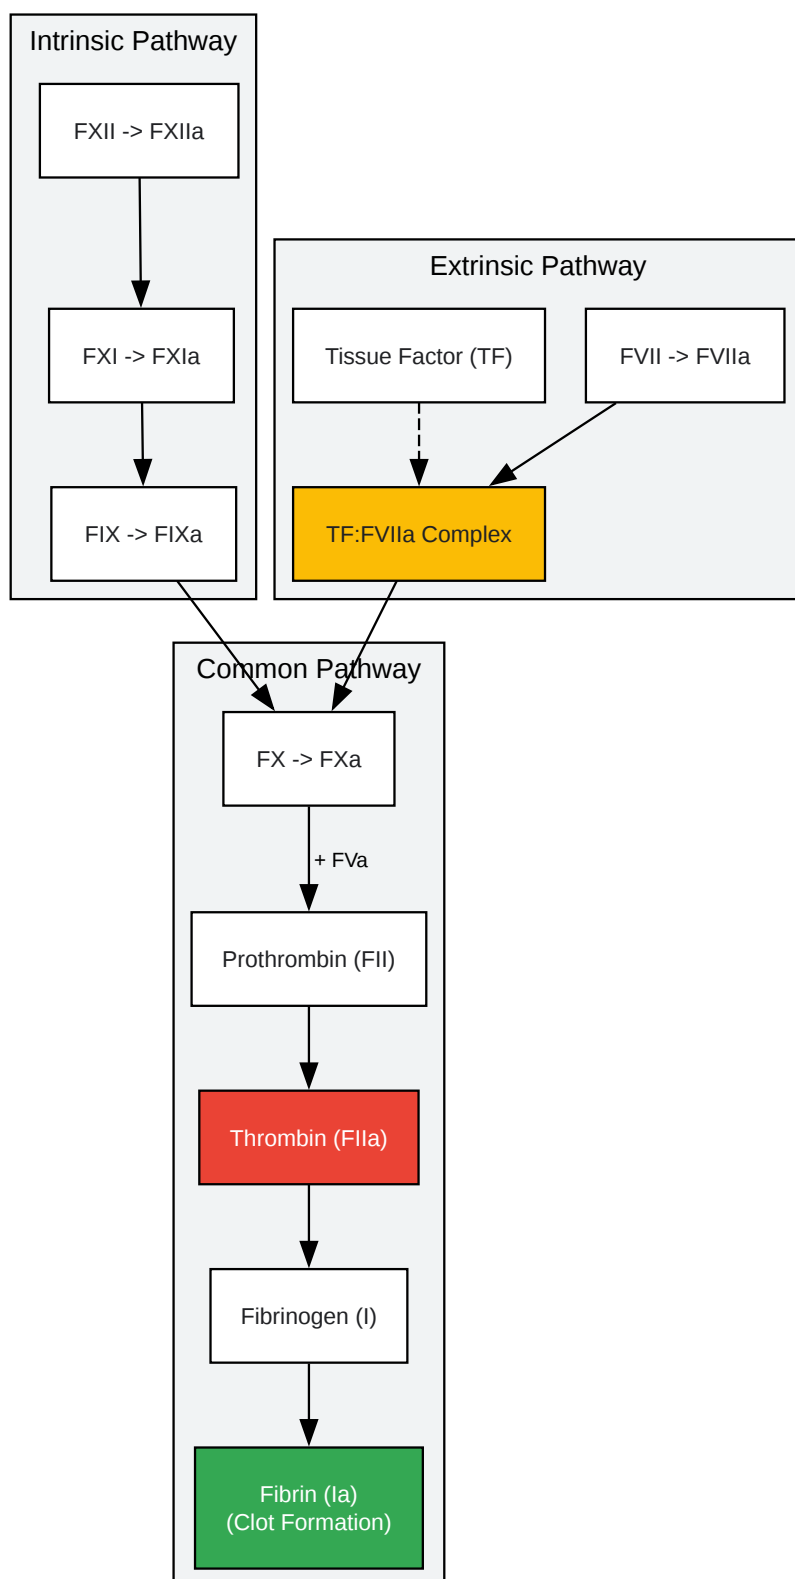 Intrinsic Pathway
FXII -> FXIIa
FXI -> FXIa
FIX -> FIXa
Extrinsic Pathway
Tissue Factor (TF)
FVII -> FVIIa
TF:FVIIa Complex
Common Pathway
FX -> FXa
+ FVa
Prothrombin (FII)
Thrombin (FIIa)
Fibrinogen (I)
Fibrin (Ia)
(Clot Formation)